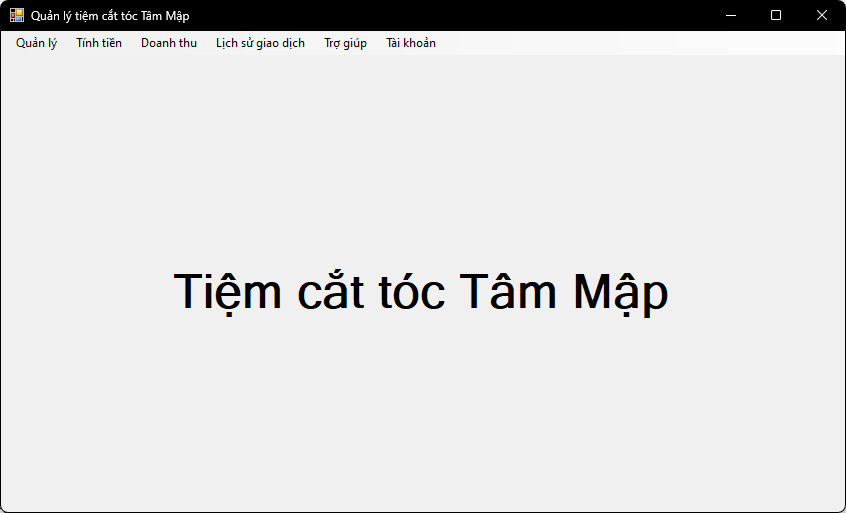 Quản lý tiệm cắt tóc Tâm Mập
Quản lý Tính tiền Doanh thu Lịch sử giao dịch Trợ giúp Tài khoản
Tiệm cắt tóc Tâm Mập